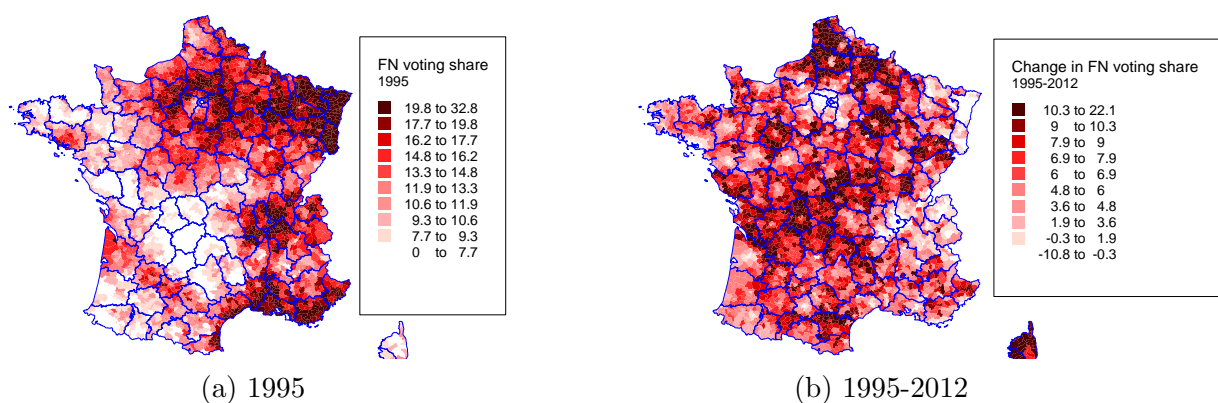 FN voting share
1995
19.8 to 32.8
17.7 to 19.8
16.2 to 17.7
14.8 to 16.2
13.3 to 14.8
11.9 to 13.3
10.6 to 11.9
9.3 to 10.6
7.7 to 9.3
0 to 7.7
(a) 1995
Change in FN voting share
1995-2012
10.3 to 22.1
9 to 10.3
7.9 to 9
6.9 to 7.9
6 to 6.9
4.8 to 6
3.6 to 4.8
1.9 to 3.6
-0.3 to 1.9
-10.8 to -0.3
(b) 1995-2012